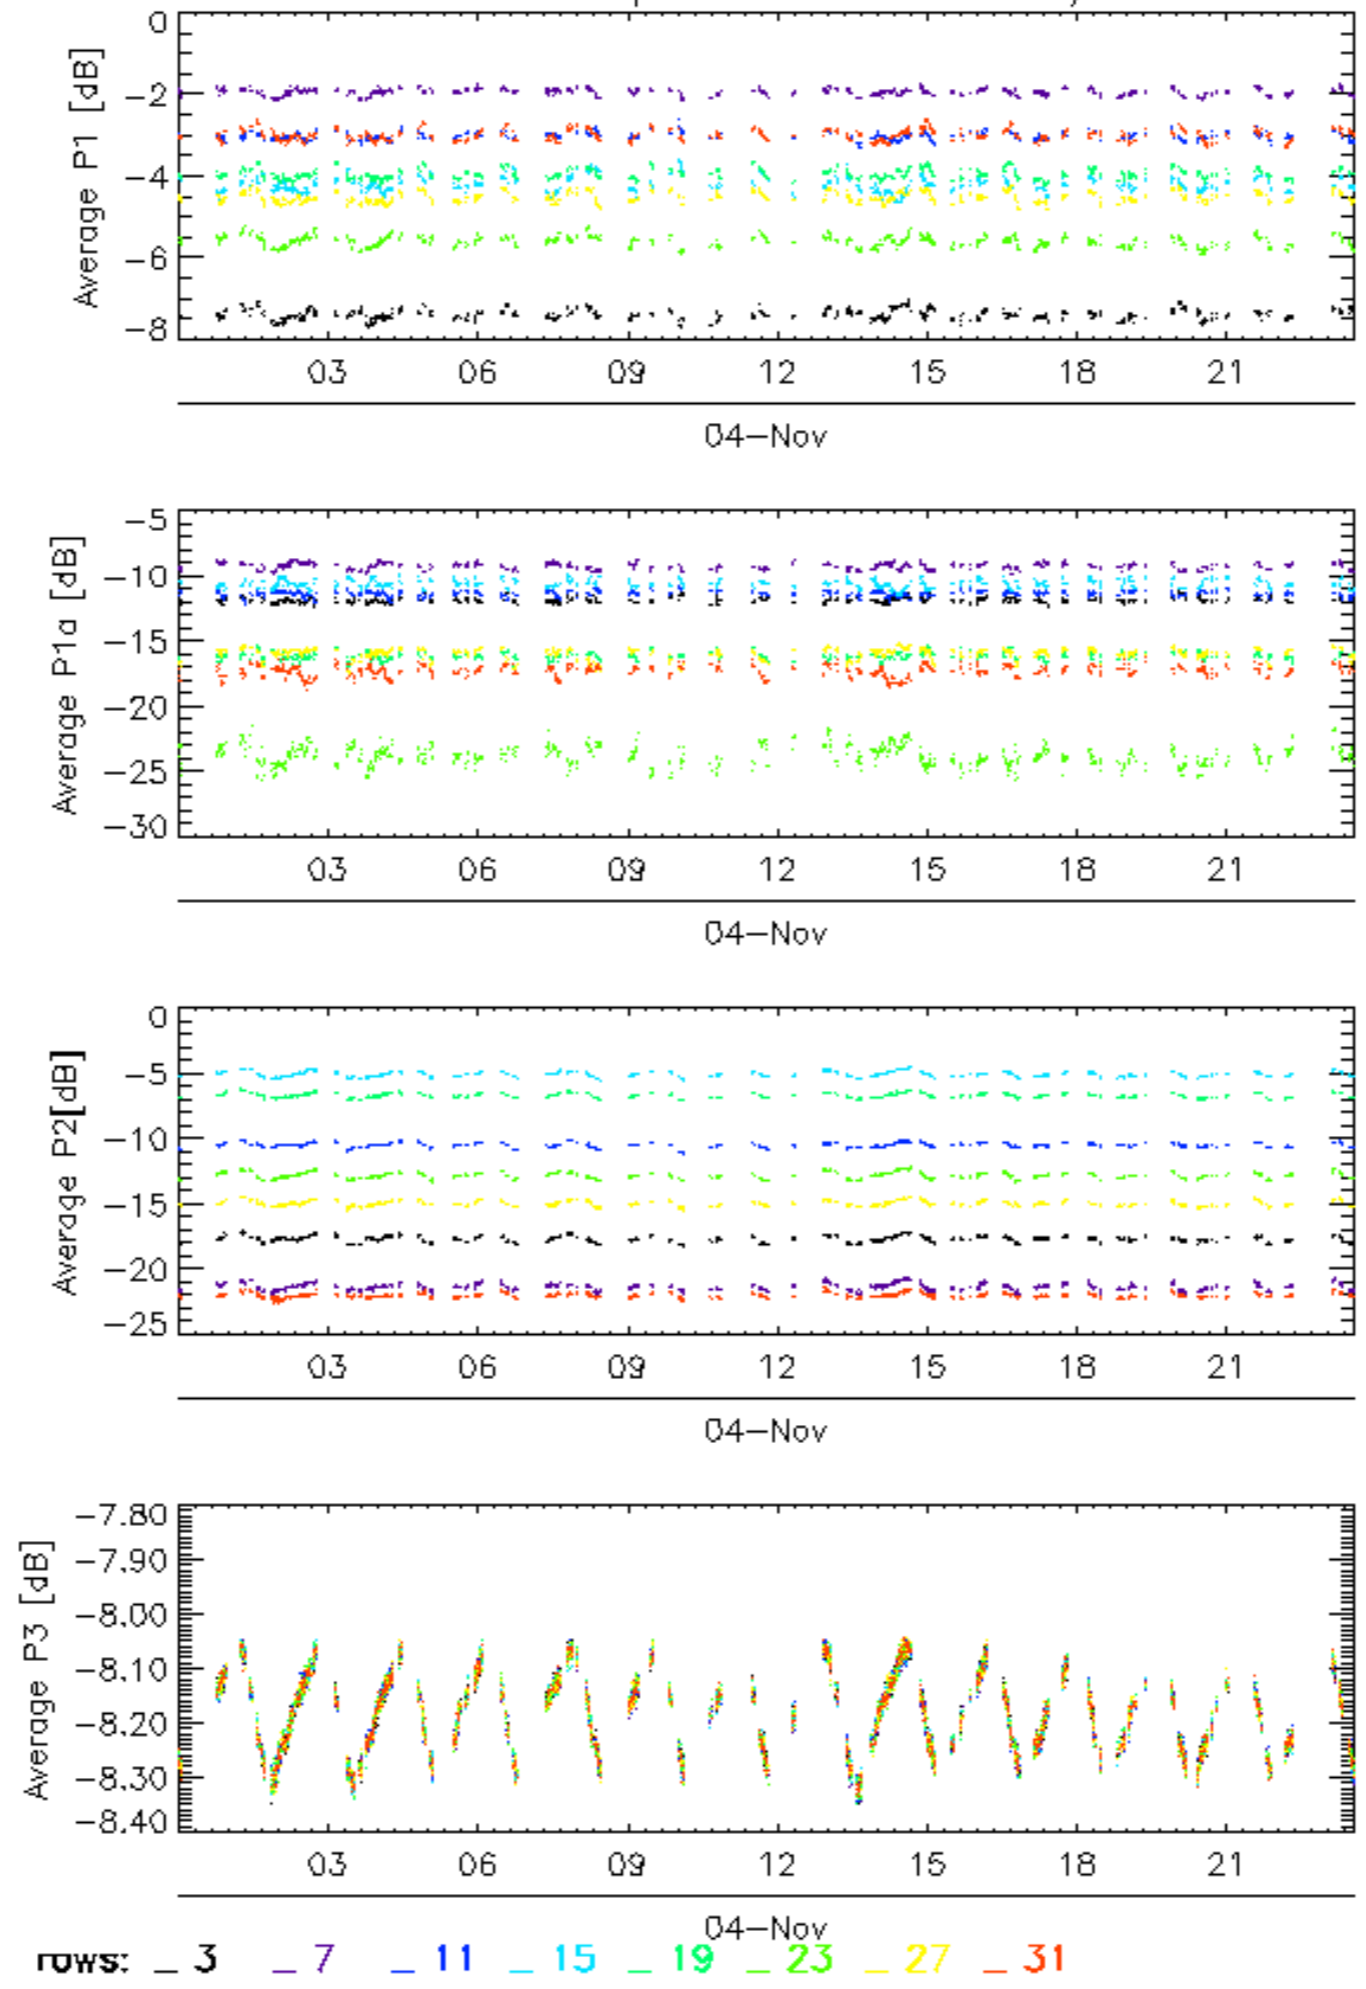 0
−2
−4
−6
−8
Average P1 [dB]
03 06 09 12 15 18 21
04−Nov
−5
−10
−15
−20
−25
−30
Average P1a [dB]
03 06 09 12 15 18 21
04−Nov
0
−5
−10
−15
−20
−25
Average P2[dB]
03 06 09 12 15 18 21
04−Nov
−7.80
−7.90
−8.00
−8.10
−8.20
−8.30
−8.40
Average P3 [dB]
03 06 09 12 15 18 21
04−Nov
rows: _ 3 _ 7 _ 11 _ 15 _ 19 _ 23 _ 27 _ 31